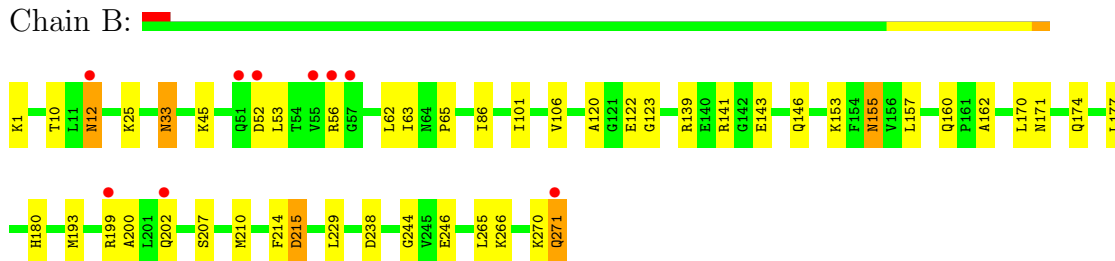 Chain B:
K1 T10 L11 N12 K25 N33 K45 Q51 D52 L53 T54 V55 R56 G57 L62 I63 N64 P65 I86 I101 V106 A120 G121 E122 G123 R139 E140 R141 G142 E143 Q146 K153 F154 N155 V156 L157 Q160 P161 A162 L170 N171 Q174
H180 M193 R199 A200 L201 Q202 S207 M210 F214 D215 L229 D238 G244 V245 E246 L265 K266 K270 Q271